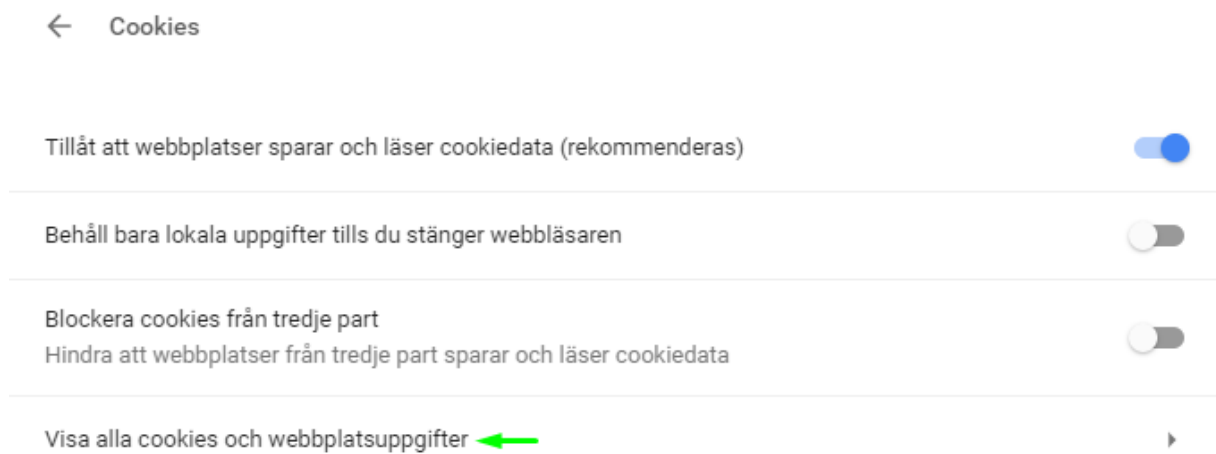 Cookies
Tillåt att webbplatser sparar och läser cookiedata (rekommenderas)
Behåll bara lokala uppgifter tills du stänger webbläsaren
Blockera cookies från tredje part
Hindra att webbplatser från tredje part sparar och läser cookiedata
Visa alla cookies och webbplatsuppgifter